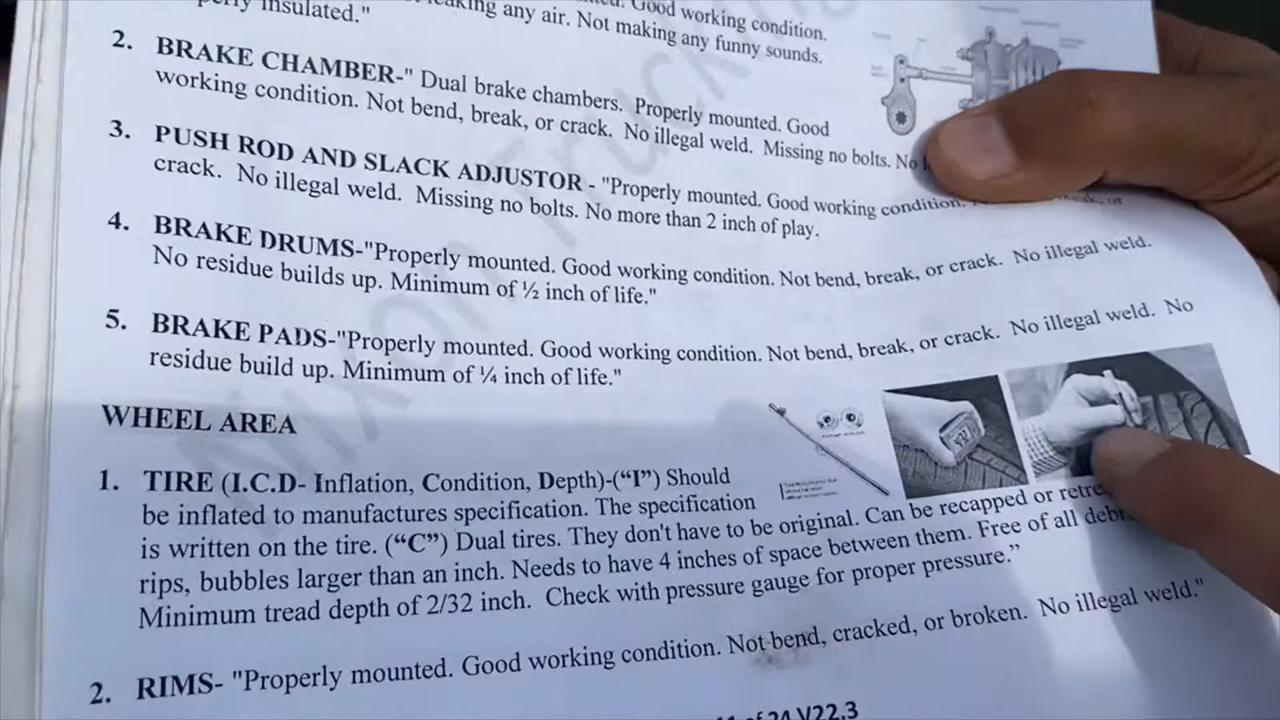 Good working condition.
insulated." any air. Not making any funny sounds.
2. BRAKE CHAMBER-" Dual brake chambers. Properly mounted. Good
working condition. Not bend, break, or crack. No illegal weld. Missing no bolts. No
3. PUSH ROD AND SLACK ADJUSTOR - "Properly mounted. Good working condition.
crack. No illegal weld. Missing no bolts. No more than 2 inch of play.
4. BRAKE DRUMS-"Properly mounted. Good working condition. Not bend, break, or crack. No illegal weld.
No residue builds up. Minimum of ½ inch of life."
5. BRAKE PADS-"Properly mounted. Good working condition. Not bend, break, or crack. No illegal weld. No
residue build up. Minimum of ¼ inch of life."
WHEEL AREA
1. TIRE (I.C.D- Inflation, Condition, Depth)-(“I”) Should
be inflated to manufactures specification. The specification
is written on the tire. (“C”) Dual tires. They don't have to be original. Can be recapped or
rips, bubbles larger than an inch. Needs to have 4 inches of space between them. Free of all
Minimum tread depth of 2/32 inch. Check with pressure gauge for proper pressure.”
2. RIMS- "Properly mounted. Good working condition. Not bend, cracked, or broken. No illegal weld."
of 24 V22.3